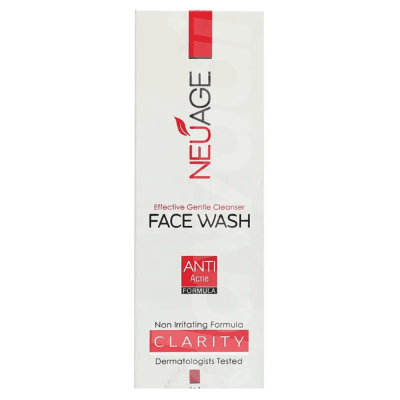 NEUAGE
Effective Gentle Cleanser
FACE WASH
ANTI
Acne
FORMULA
Non Irritating Formula
CLARITY
Dermatologists Tested